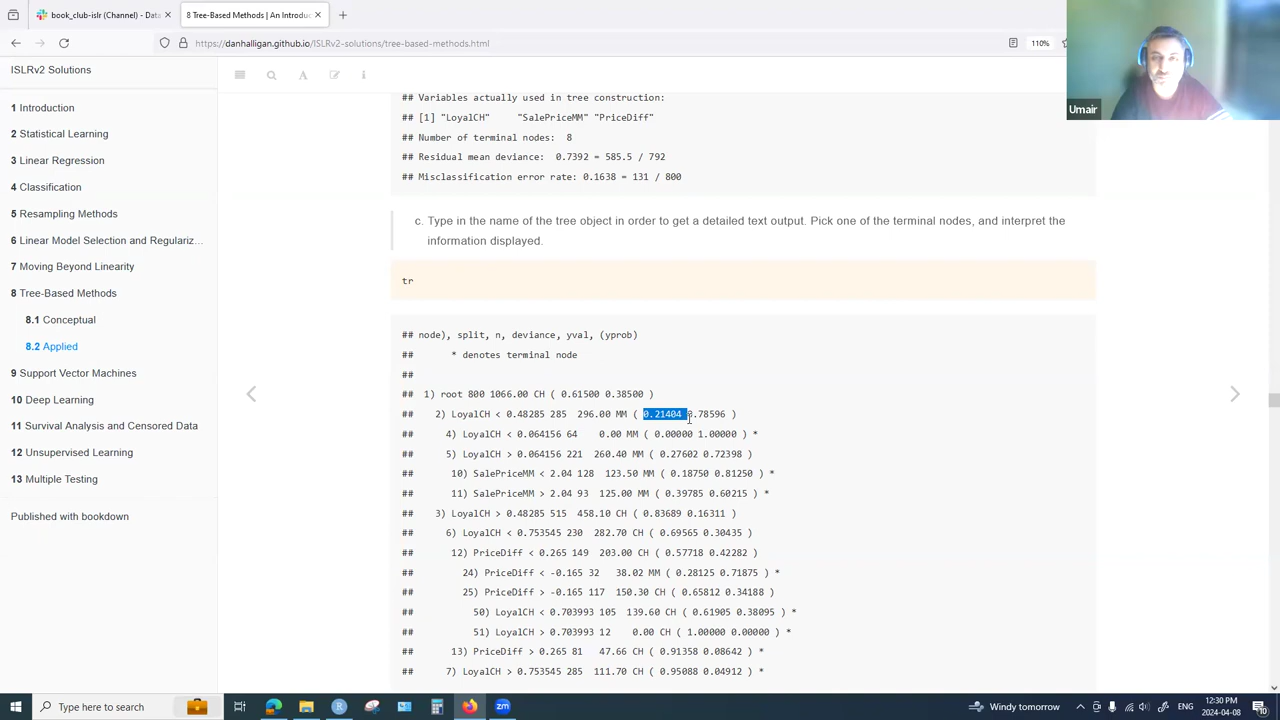 book_club-islr (Channel) - Dat
8 Tree-Based Methods | An Introduc
https://danhalligan.github.io/ISLRv2-solutions/tree-based-methods.html
110%
Umair
ISLRv2 Solutions
1 Introduction
2 Statistical Learning
3 Linear Regression
4 Classification
5 Resampling Methods
6 Linear Model Selection and Regulariz...
7 Moving Beyond Linearity
8 Tree-Based Methods
8.1 Conceptual
8.2 Applied
9 Support Vector Machines
10 Deep Learning
11 Survival Analysis and Censored Data
12 Unsupervised Learning
13 Multiple Testing
Published with bookdown
## Variables actually used in tree construction:
## [1] "LoyalCH"     "SalePriceMM" "PriceDiff"
## Number of terminal nodes:  8
## Residual mean deviance:  0.7392 = 585.5 / 792
## Misclassification error rate: 0.1638 = 131 / 800
c. Type in the name of the tree object in order to get a detailed text output. Pick one of the terminal nodes, and interpret the
information displayed.
tr
## node), split, n, deviance, yval, (yprob)
##       * denotes terminal node
##
##  1) root 800 1066.00 CH ( 0.61500 0.38500 )
##    2) LoyalCH < 0.48285 285  296.00 MM ( 0.21404 0.78596 )
##      4) LoyalCH < 0.064156 64    0.00 MM ( 0.00000 1.00000 ) *
##      5) LoyalCH > 0.064156 221  260.40 MM ( 0.27602 0.72398 )
##       10) SalePriceMM < 2.04 128  123.50 MM ( 0.18750 0.81250 ) *
##       11) SalePriceMM > 2.04 93  125.00 MM ( 0.39785 0.60215 ) *
##    3) LoyalCH > 0.48285 515  458.10 CH ( 0.83689 0.16311 )
##      6) LoyalCH < 0.753545 230  282.70 CH ( 0.69565 0.30435 )
##       12) PriceDiff < 0.265 149  203.00 CH ( 0.57718 0.42282 )
##         24) PriceDiff < -0.165 32   38.02 MM ( 0.28125 0.71875 ) *
##         25) PriceDiff > -0.165 117  150.30 CH ( 0.65812 0.34188 )
##           50) LoyalCH < 0.703993 105  139.60 CH ( 0.61905 0.38095 ) *
##           51) LoyalCH > 0.703993 12    0.00 CH ( 1.00000 0.00000 ) *
##       13) PriceDiff > 0.265 81   47.66 CH ( 0.91358 0.08642 ) *
##      7) LoyalCH > 0.753545 285  111.70 CH ( 0.95088 0.04912 ) *
Type here to search
Windy tomorrow
12:30 PM
2024-04-08